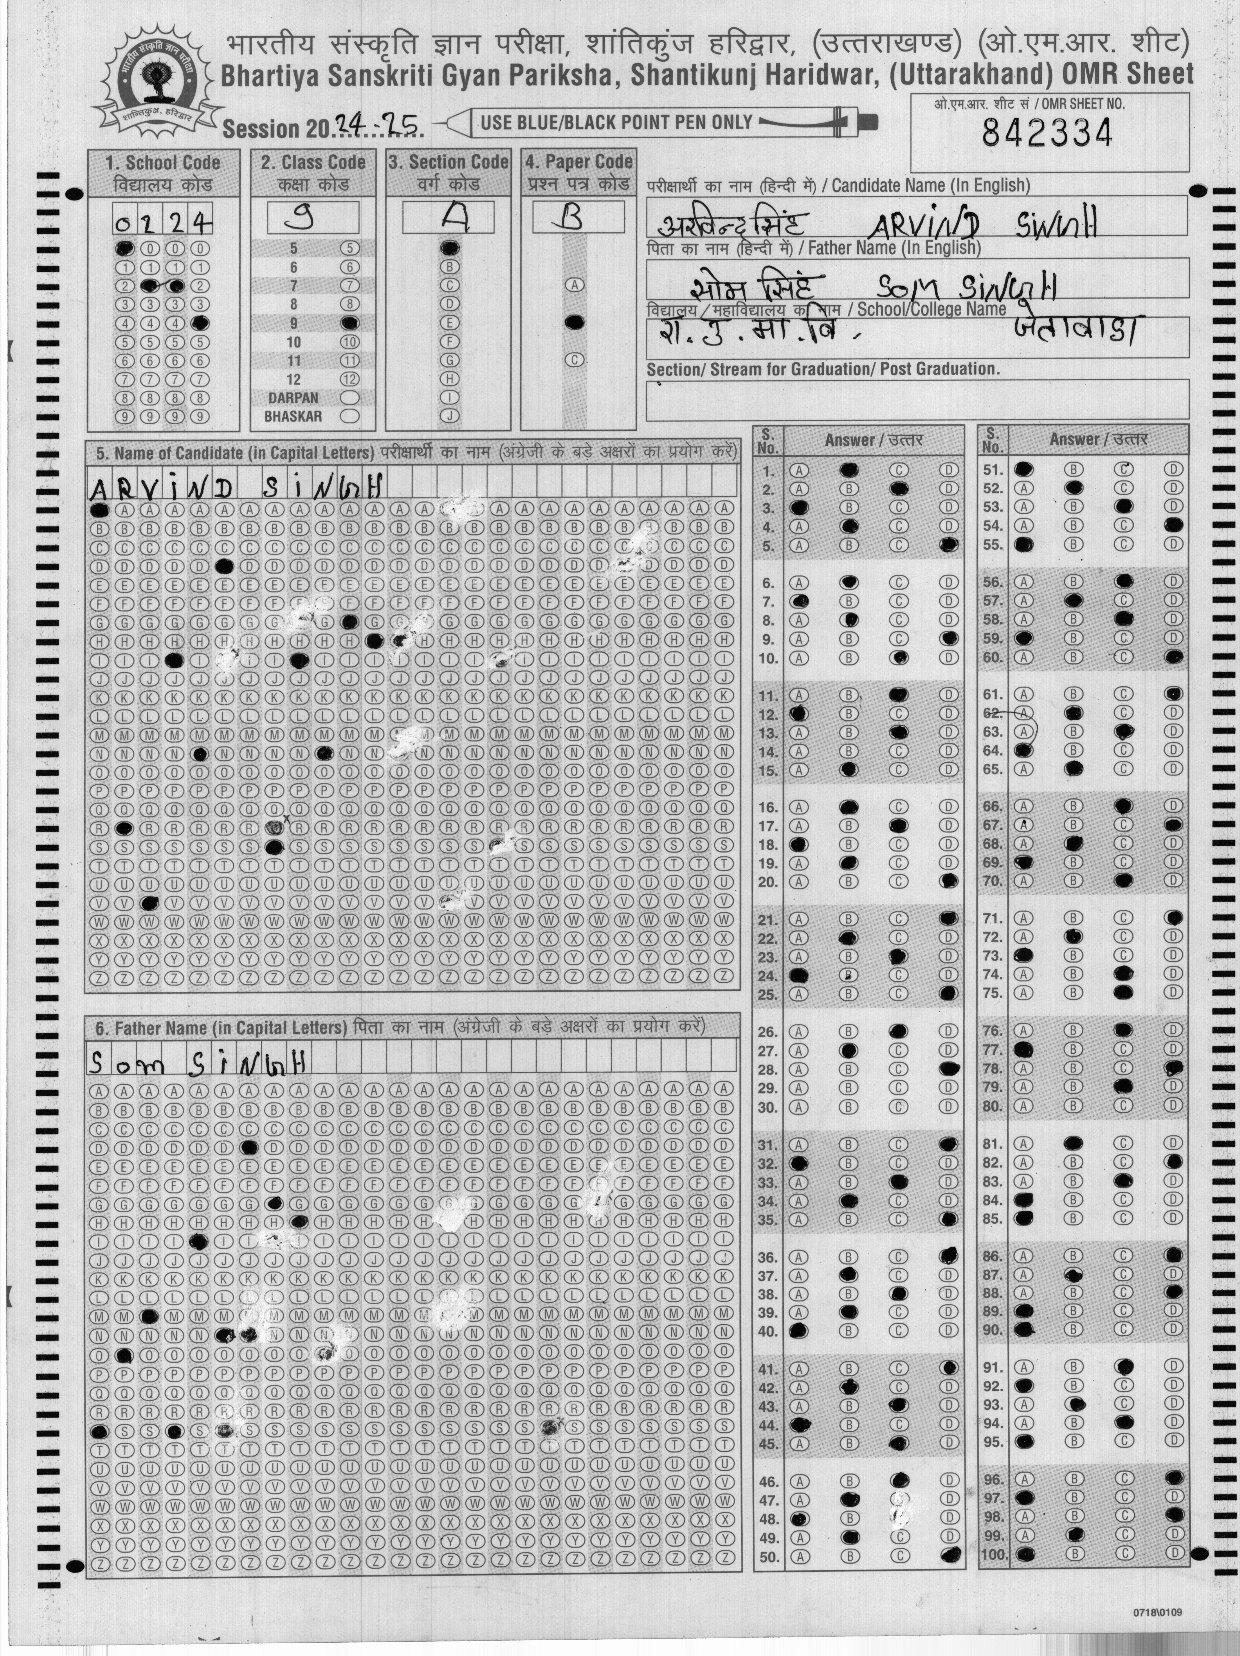 भारतीय संस्कृति ज्ञान परीक्षा, शांतिकुंज हरिद्वार, (उत्तराखण्ड) (ओ.एम.आर. शीट)
Bhartiya Sanskriti Gyan Pariksha, Shantikunj Haridwar, (Uttarakhand) OMR Sheet
Session 2024-25
USE BLUE/BLACK POINT PEN ONLY
ओ.एम.आर. शीट सं / OMR SHEET NO.
842334
1. School Code
विद्यालय कोड
0224
2. Class Code
कक्षा कोड
9
5
6
7
8
9
10
11
12
DARPAN
BHASKAR
3. Section Code
वर्ग कोड
A
4. Paper Code
प्रश्न पत्र कोड
B
परीक्षार्थी का नाम (हिन्दी में) / Candidate Name (In English)
अरविन्द सिंह ARViND SiNGH
पिता का नाम (हिन्दी में) / Father Name (In English)
सोम सिंह SOM SiNGH
विद्यालय / महाविद्यालय का नाम / School/College Name
रा. उ. मा. वि. जेतावाडा
Section/ Stream for Graduation/ Post Graduation.
5. Name of Candidate (in Capital Letters) परीक्षार्थी का नाम (अंग्रेजी के बड़े अक्षरों का प्रयोग करें)
ARViND SiNGH
6. Father Name (in Capital Letters) पिता का नाम (अंग्रेजी के बड़े अक्षरों का प्रयोग करें)
Som SiNGH
S. No. Answer / उत्तर
S. No. Answer / उत्तर
0718\0109